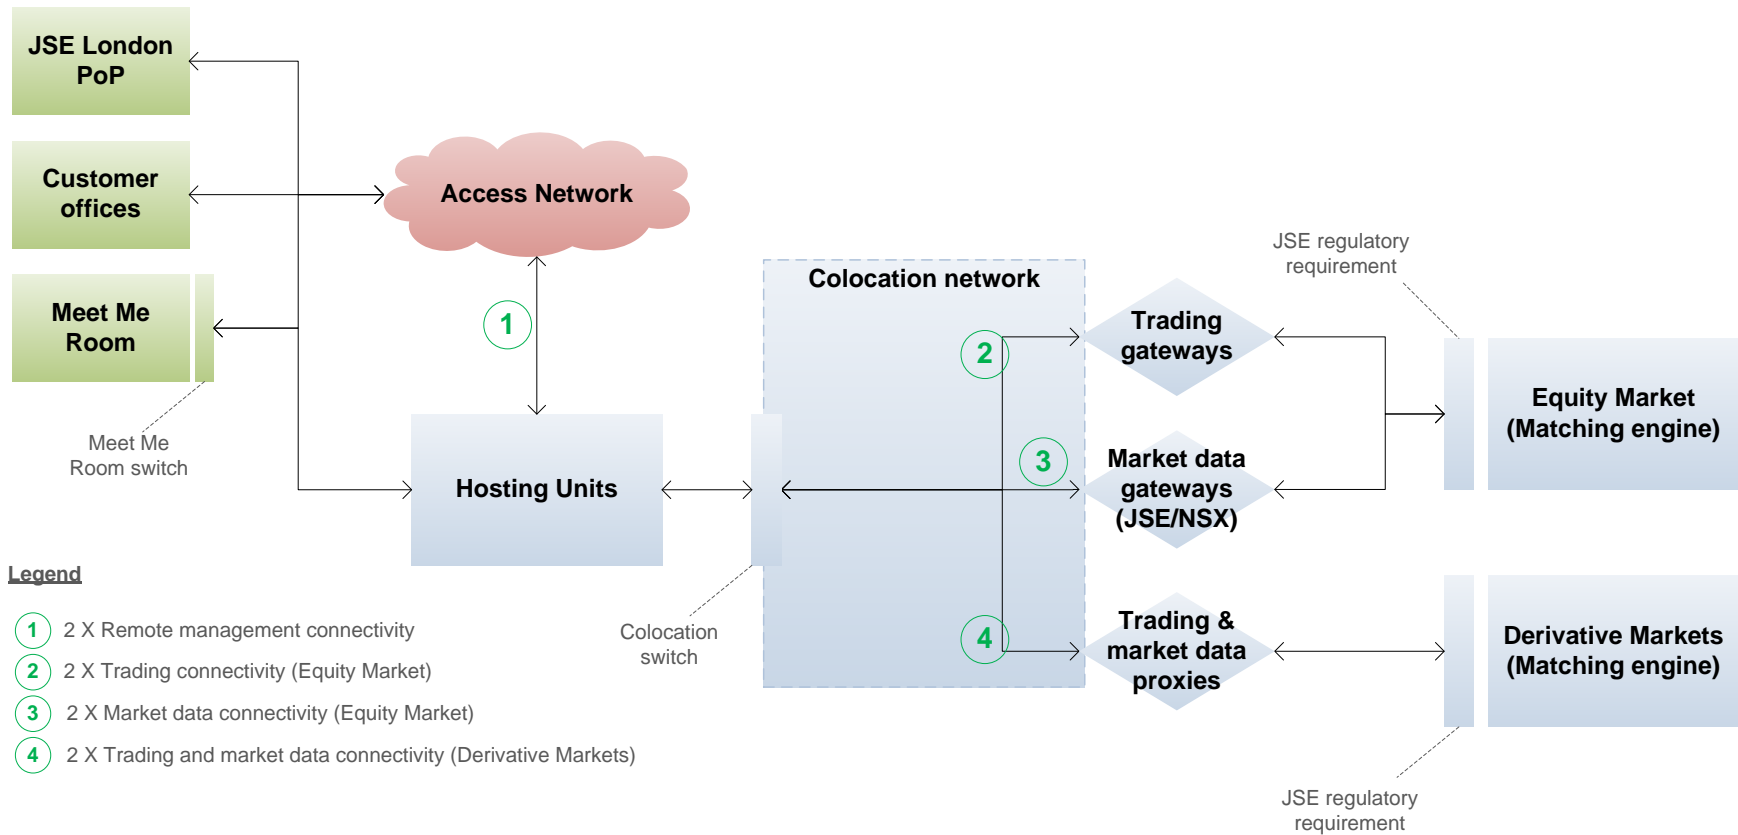 JSE London
PoP
Customer
offices
Meet Me
Room
Meet Me
Room switch
Access Network
1
Hosting Units
Colocation
switch
Colocation network
2
3
4
Trading
gateways
Market data
gateways
(JSE/NSX)
Trading &
market data
proxies
JSE regulatory
requirement
Equity Market
(Matching engine)
Derivative Markets
(Matching engine)
JSE regulatory
requirement
Legend
1 2 X Remote management connectivity
2 2 X Trading connectivity (Equity Market)
3 2 X Market data connectivity (Equity Market)
4 2 X Trading and market data connectivity (Derivative Markets)